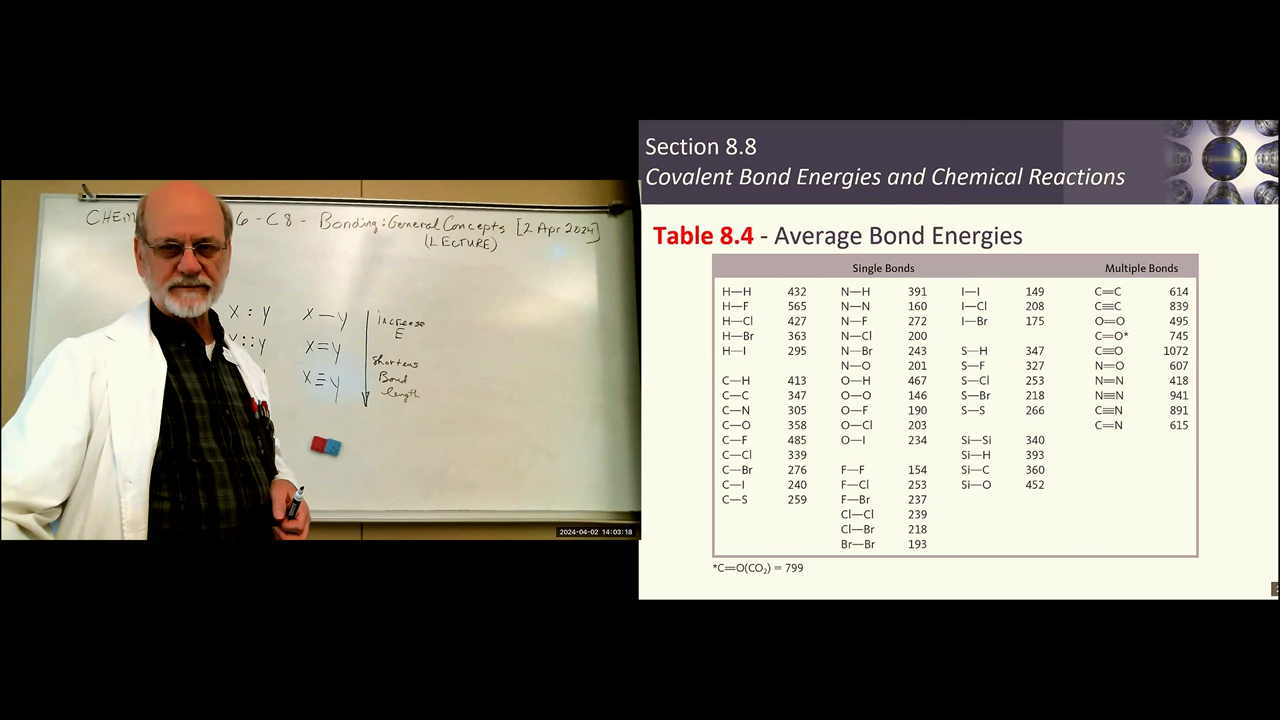 CHEM 6 - C8 - Bonding: General Concepts [2 Apr 2024]
(LECTURE)
X : Y X — Y increase
E
X :: Y X = Y shortens
Bond
X ≡ Y length
2024-04-02 14:03:18
Section 8.8
Covalent Bond Energies and Chemical Reactions
Table 8.4 - Average Bond Energies
Single Bonds Multiple Bonds
H—H 432 N—H 391 I—I 149 C=C 614
H—F 565 N—N 160 I—Cl 208 C≡C 839
H—Cl 427 N—F 272 I—Br 175 O=O 495
H—Br 363 N—Cl 200 C=O* 745
H—I 295 N—Br 243 S—H 347 C≡O 1072
N—O 201 S—F 327 N=O 607
C—H 413 O—H 467 S—Cl 253 N=N 418
C—C 347 O—O 146 S—Br 218 N≡N 941
C—N 305 O—F 190 S—S 266 C≡N 891
C—O 358 O—Cl 203 C=N 615
C—F 485 O—I 234 Si—Si 340
C—Cl 339 Si—H 393
C—Br 276 F—F 154 Si—C 360
C—I 240 F—Cl 253 Si—O 452
C—S 259 F—Br 237
Cl—Cl 239
Cl—Br 218
Br—Br 193
*C=O(CO₂) = 799